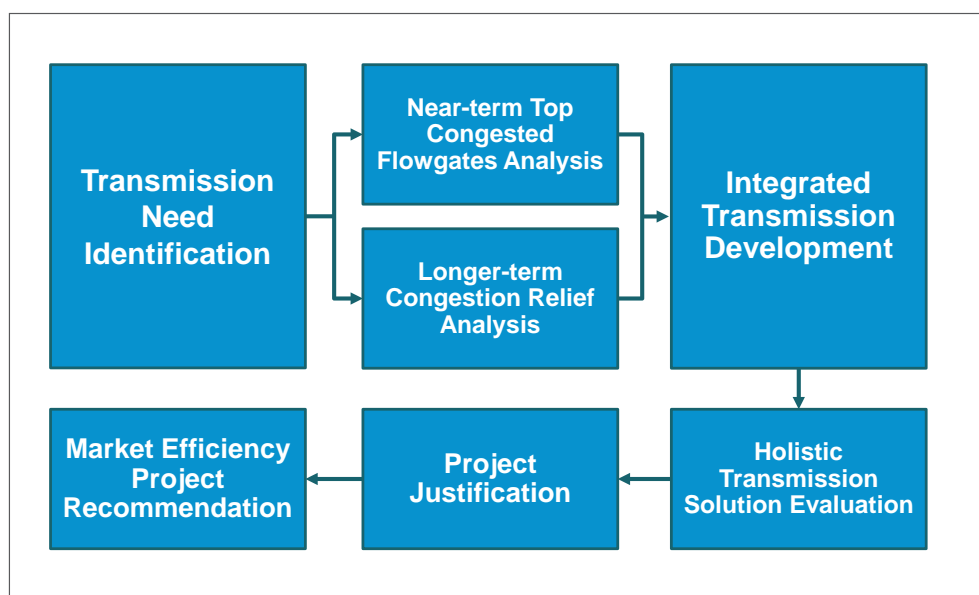 Transmission
Need
Identification
Near-term Top
Congested
Flowgates Analysis
Longer-term
Congestion Relief
Analysis
Integrated
Transmission
Development
Holistic
Transmission
Solution Evaluation
Project
Justification
Market Efficiency
Project
Recommendation